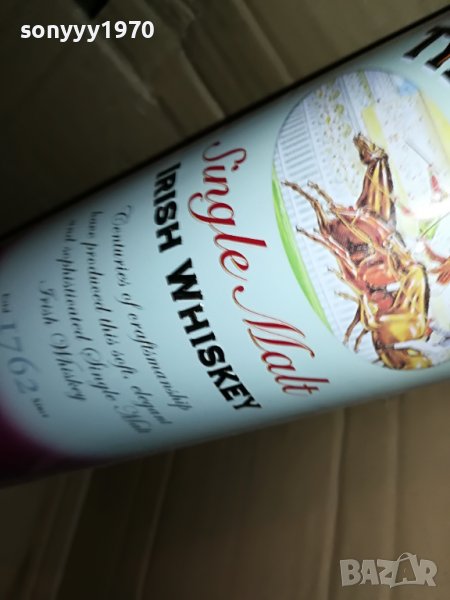 sonyyy1970
Single Malt
IRISH WHISKEY
Centuries of craftsmanship
have produced this soft, elegant
and sophisticated Single Malt
Irish Whiskey
1762
BAZAR